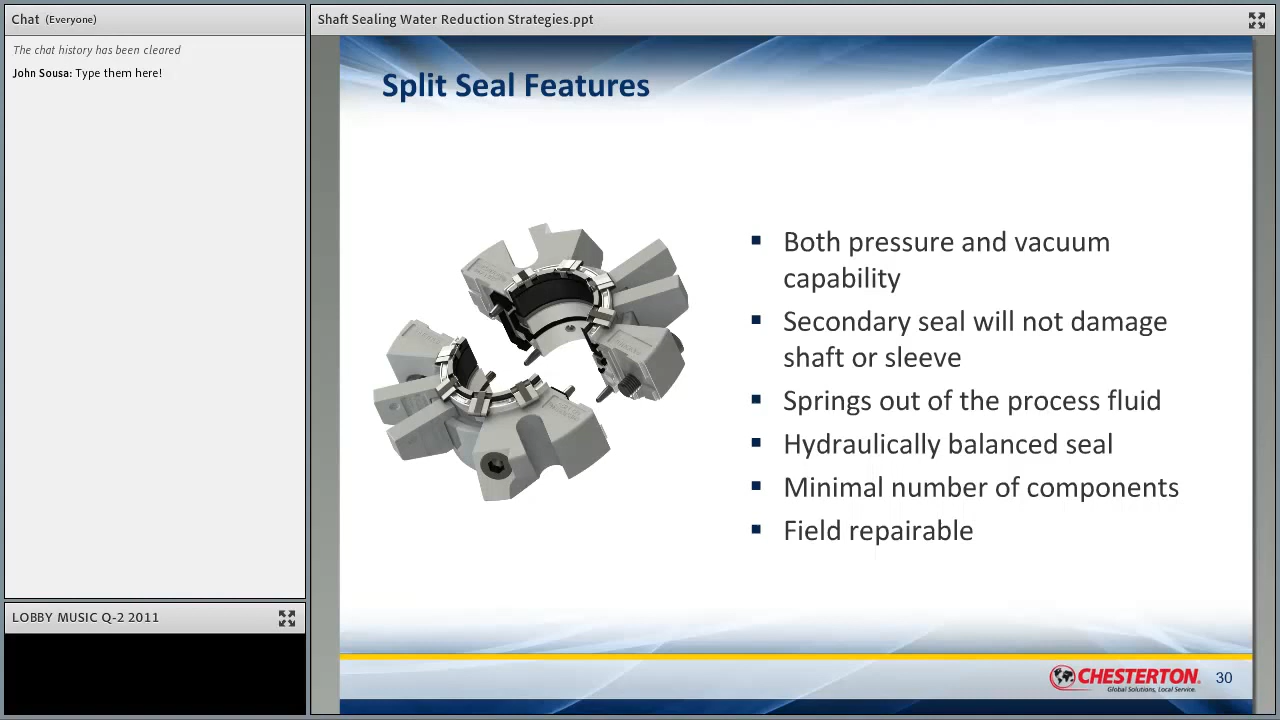 Chat (Everyone)
The chat history has been cleared
John Sousa: Type them here!
LOBBY MUSIC Q-2 2011
Shaft Sealing Water Reduction Strategies.ppt
Split Seal Features
Both pressure and vacuum
capability
Secondary seal will not damage
shaft or sleeve
Springs out of the process fluid
Hydraulically balanced seal
Minimal number of components
Field repairable
CHESTERTON
Global Solutions, Local Service.
30